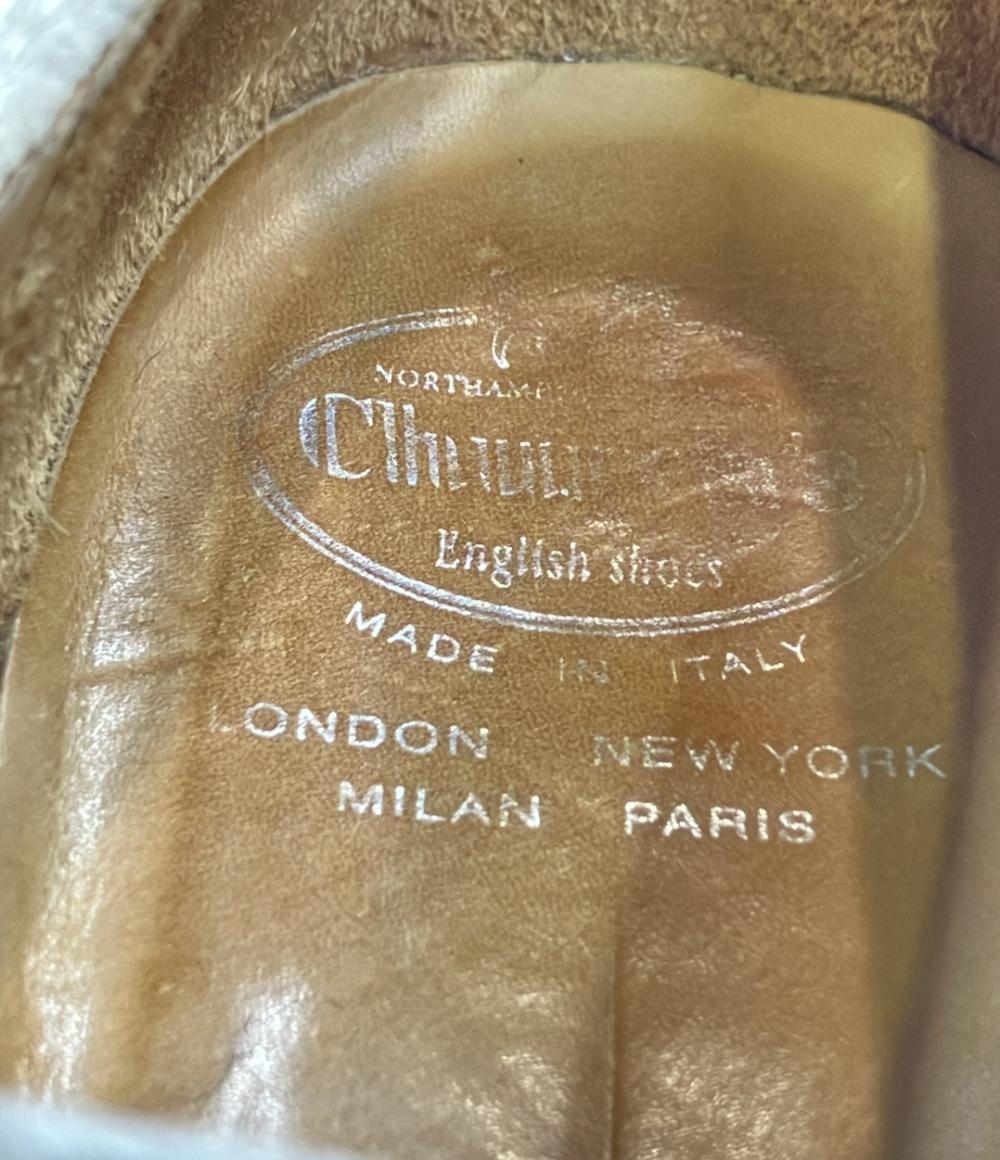 English shoes
MADE IN ITALY
LONDON NEW YORK
MILAN PARIS